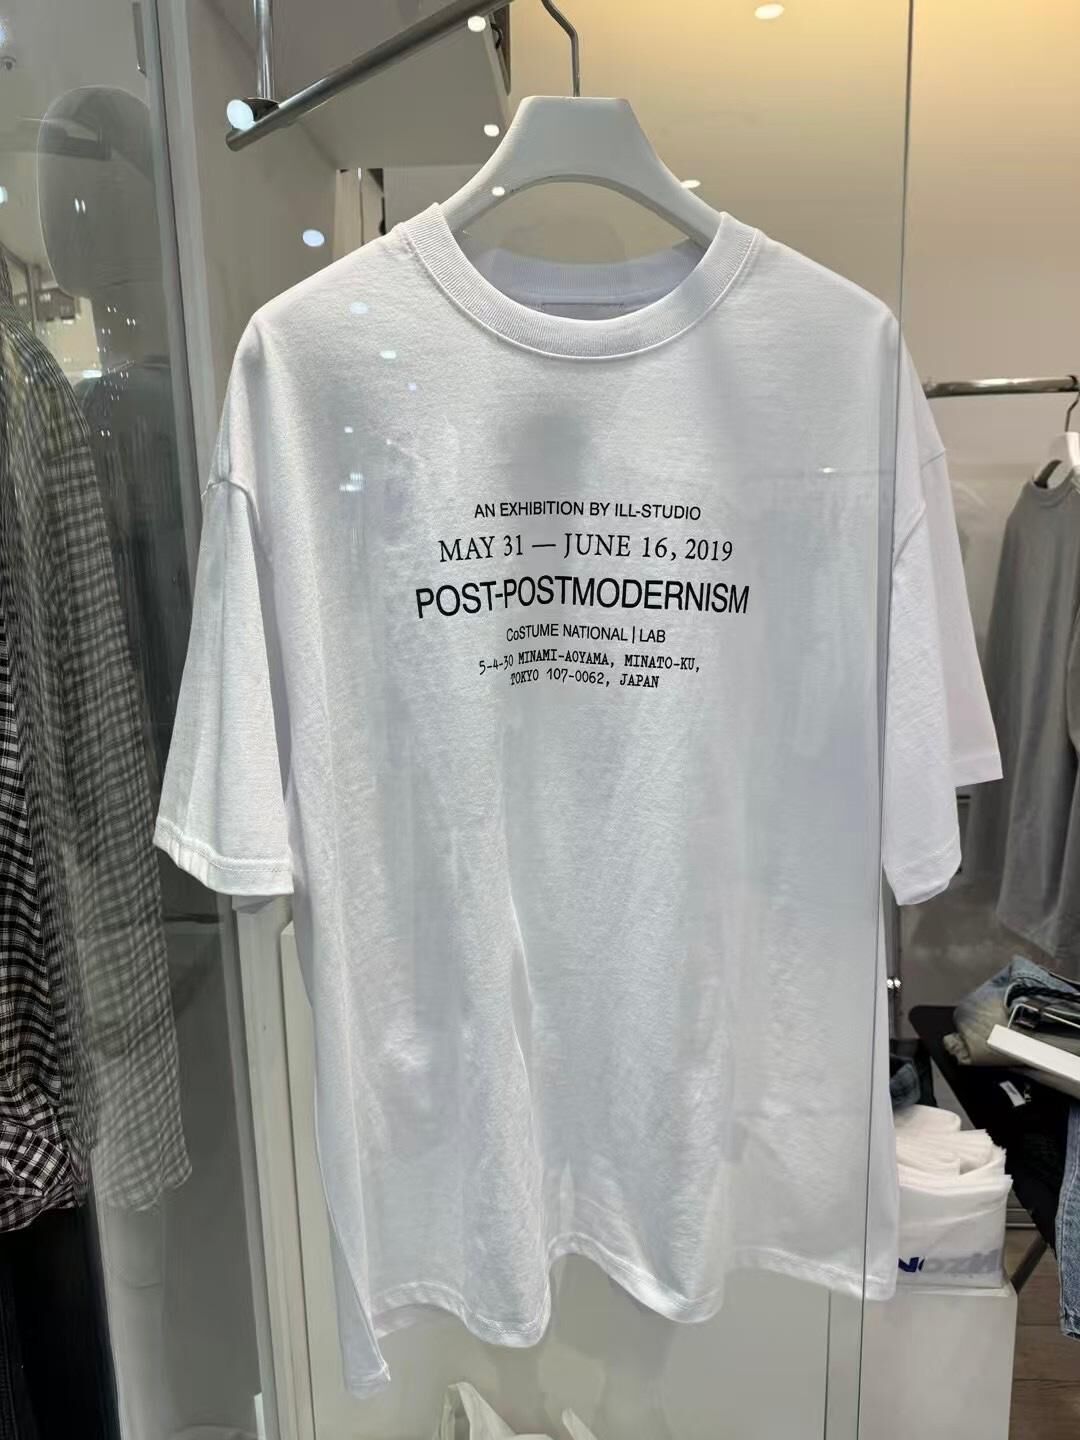 AN EXHIBITION BY ILL-STUDIO
MAY 31 — JUNE 16, 2019
POST-POSTMODERNISM
CoSTUME NATIONAL | LAB
5-4-30 MINAMI-AOYAMA, MINATO-KU,
TOKYO 107-0062, JAPAN